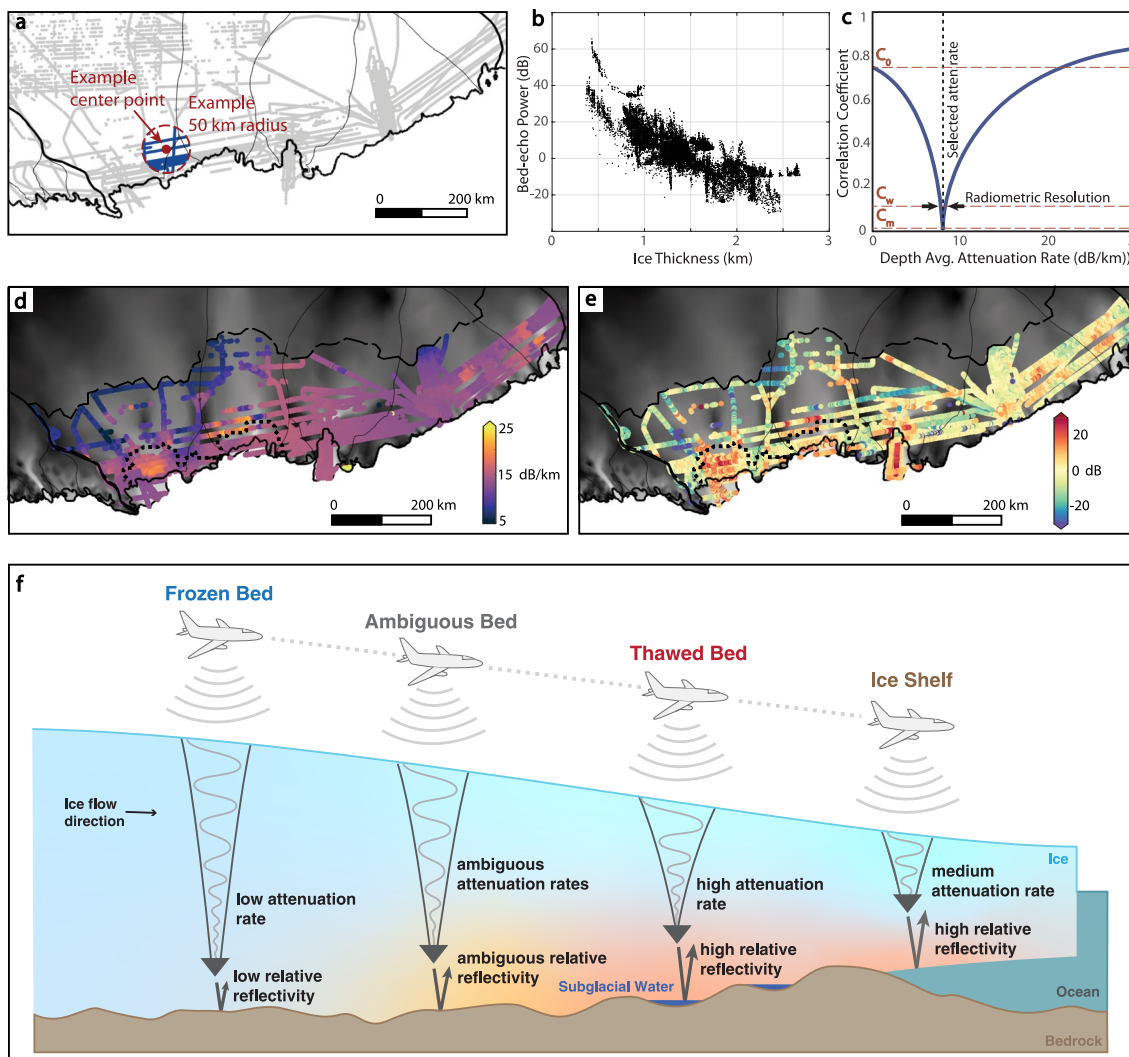 a
Example
center point
Example
50 km radius
0
200 km
b
Bed-echo Power (dB)
60
40
20
0
-20
0
1
2
3
Ice Thickness (km)
c
Correlation Coefficient
1
0.8
0.6
0.4
0.2
0
C0
Cw
Cm
Selected atten rate
Radiometric Resolution
0
10
20
Depth Avg. Attenuation Rate (dB/km))
d
25
15 dB/km
5
0
200 km
e
20
0 dB
-20
0
200 km
f
Frozen Bed
Ambiguous Bed
Thawed Bed
Ice Shelf
Ice flow
direction
low attenuation
rate
low relative
reflectivity
ambiguous
attenuation rates
ambiguous relative
reflectivity
high attenuation
rate
high relative
reflectivity
Subglacial Water
medium
attenuation rate
high relative
reflectivity
Ice
Ocean
Bedrock